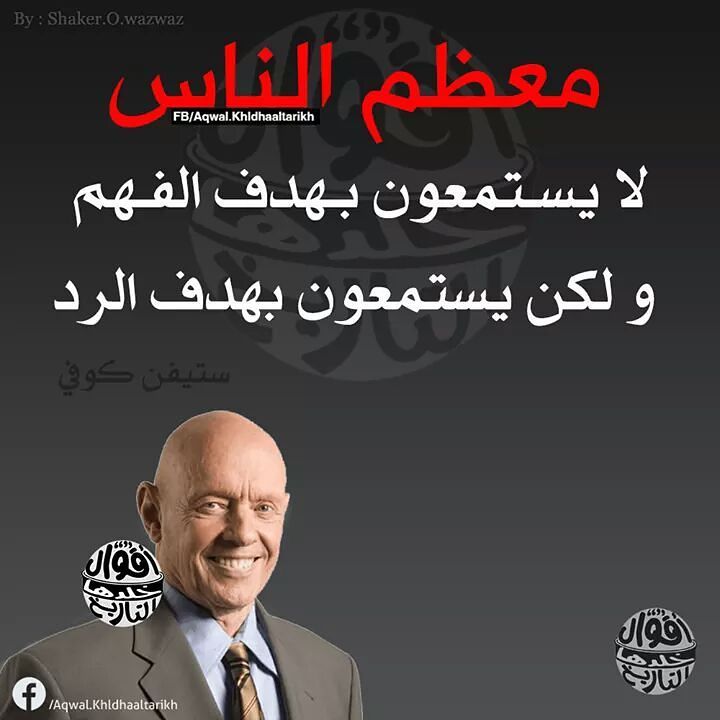 By : Shaker.O.wazwaz
معظم الناس
FB/Aqwal.Khldhaaltarikh
لا يستمعون بهدف الفهم
و لكن يستمعون بهدف الرد
ستيفن كوفي
أقوال
خلدها
التاريخ
أقوال
خلدها
التاريخ
/Aqwal.Khldhaaltarikh